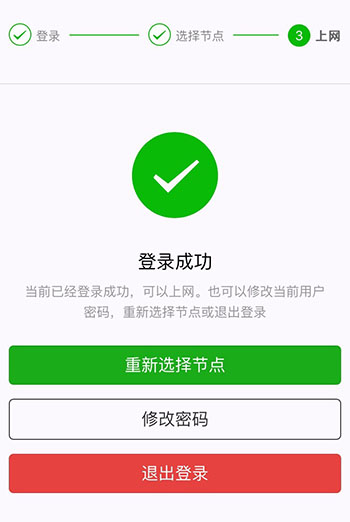 登录 选择节点 3 上网
登录成功
当前已经登录成功，可以上网。也可以修改当前用户
密码，重新选择节点或退出登录
重新选择节点
修改密码
退出登录